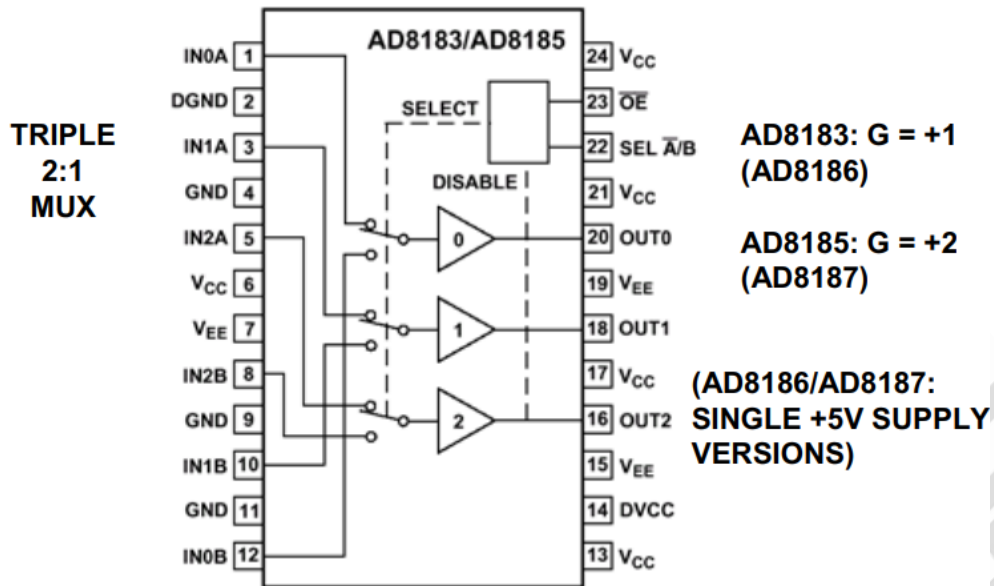 TRIPLE
2:1
MUX
AD8183/AD8185
IN0A 1
DGND 2
IN1A 3
GND 4
IN2A 5
VCC 6
VEE 7
IN2B 8
GND 9
IN1B 10
GND 11
IN0B 12
SELECT
DISABLE
0
1
2
24 VCC
23 OE
22 SEL A/B
21 VCC
20 OUT0
19 VEE
18 OUT1
17 VCC
16 OUT2
15 VEE
14 DVCC
13 VCC
AD8183: G = +1
(AD8186)
AD8185: G = +2
(AD8187)
(AD8186/AD8187:
SINGLE +5V SUPPLY
VERSIONS)